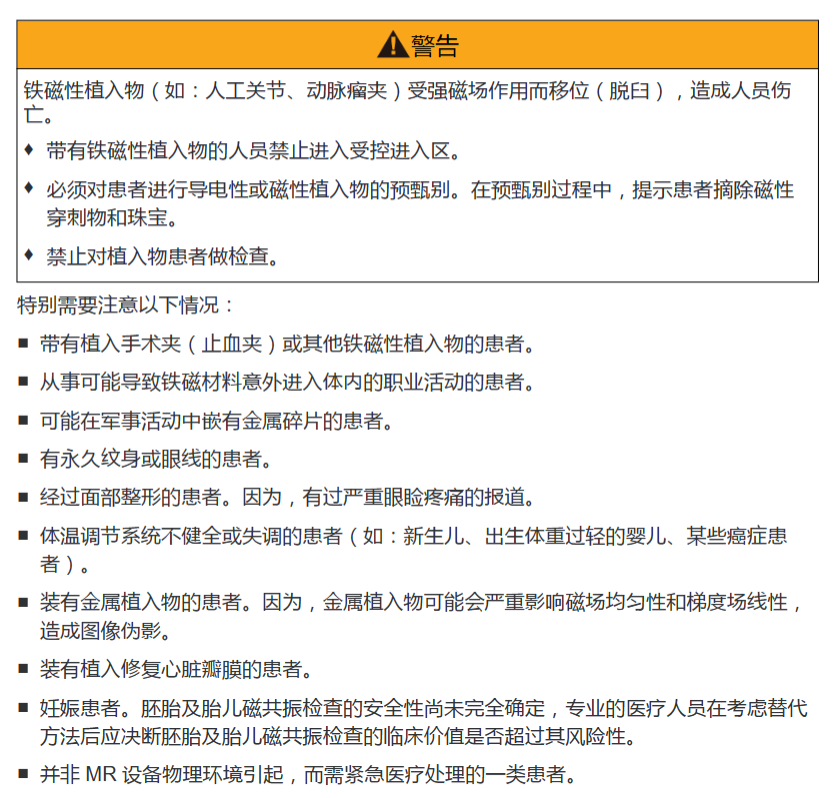 警告
铁磁性植入物（如：人工关节、动脉瘤夹）受强磁场作用而移位（脱臼），造成人员伤
亡。
♦ 带有铁磁性植入物的人员禁止进入受控进入区。
♦ 必须对患者进行导电性或磁性植入物的预甄别。在预甄别过程中，提示患者摘除磁性
穿刺物和珠宝。
♦ 禁止对植入物患者做检查。
特别需要注意以下情况：
■ 带有植入手术夹（止血夹）或其他铁磁性植入物的患者。
■ 从事可能导致铁磁材料意外进入体内的职业活动的患者。
■ 可能在军事活动中嵌有金属碎片的患者。
■ 有永久纹身或眼线的患者。
■ 经过面部整形的患者。因为，有过严重眼睑疼痛的报道。
■ 体温调节系统不健全或失调的患者（如：新生儿、出生体重过轻的婴儿、某些癌症患
者）。
■ 装有金属植入物的患者。因为，金属植入物可能会严重影响磁场均匀性和梯度场线性，
造成图像伪影。
■ 装有植入修复心脏瓣膜的患者。
■ 妊娠患者。胚胎及胎儿磁共振检查的安全性尚未完全确定，专业的医疗人员在考虑替代
方法后应决断胚胎及胎儿磁共振检查的临床价值是否超过其风险性。
■ 并非 MR 设备物理环境引起，而需紧急医疗处理的一类患者。